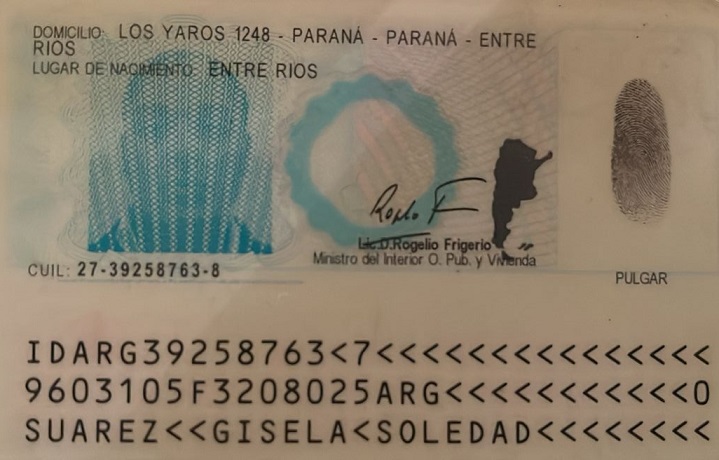 DOMICILIO: LOS YAROS 1248 - PARANÁ - PARANÁ - ENTRE
RIOS
LUGAR DE NACIMIENTO: ENTRE RIOS
Lic.D.Rogelio Frigerio
Ministro del Interior O. Pub. y Vivienda
CUIL: 27-39258763-8
PULGAR
IDARG39258763<7<<<<<<<<<<<<<<<
9603105F3208025ARG<<<<<<<<<<<0
SUAREZ<<GISELA<SOLEDAD<<<<<<<<